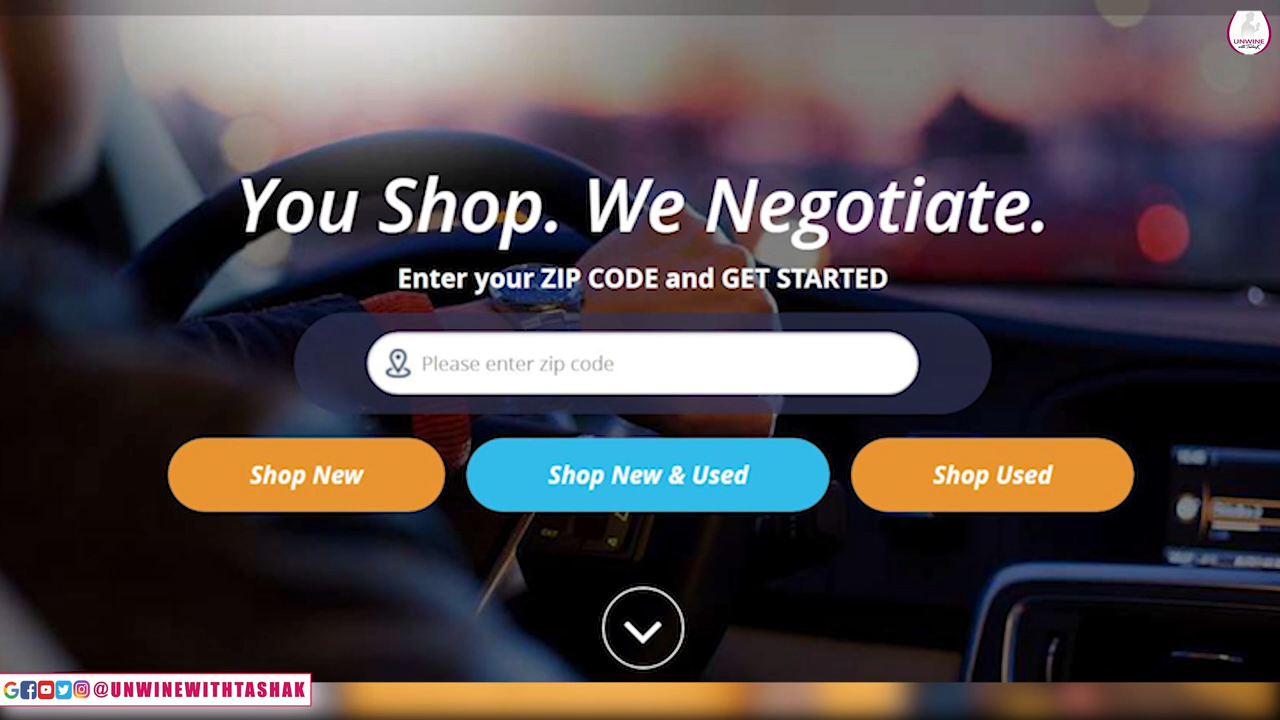 UNWINE
You Shop. We Negotiate.
Enter your ZIP CODE and GET STARTED
Please enter zip code
Shop New
Shop New & Used
Shop Used
@UNWINEWITHTASHAK